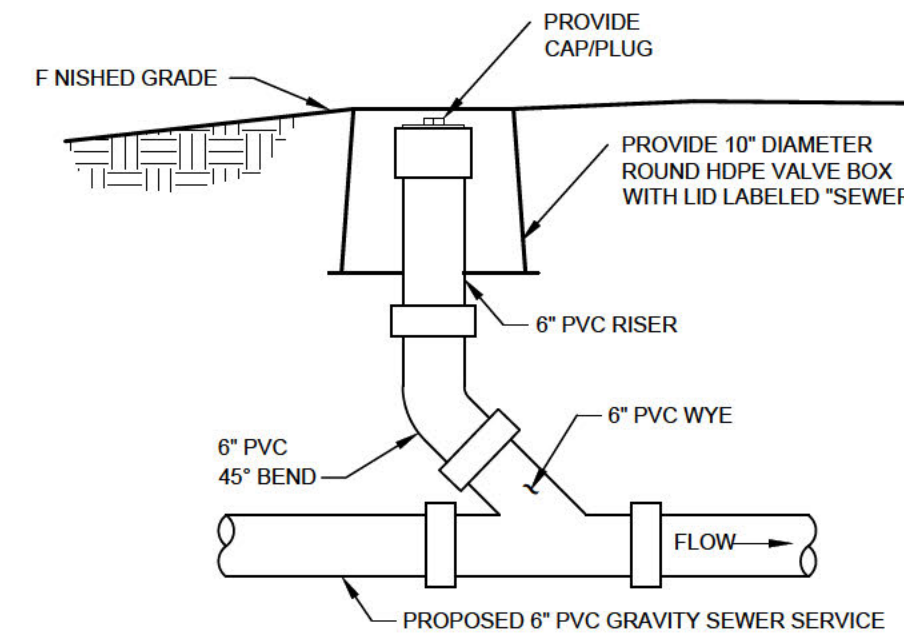 PROVIDE
CAP/PLUG
F NISHED GRADE
PROVIDE 10" DIAMETER
ROUND HDPE VALVE BOX
WITH LID LABELED "SEWER
6" PVC RISER
6" PVC WYE
6" PVC
45° BEND
FLOW
PROPOSED 6" PVC GRAVITY SEWER SERVICE